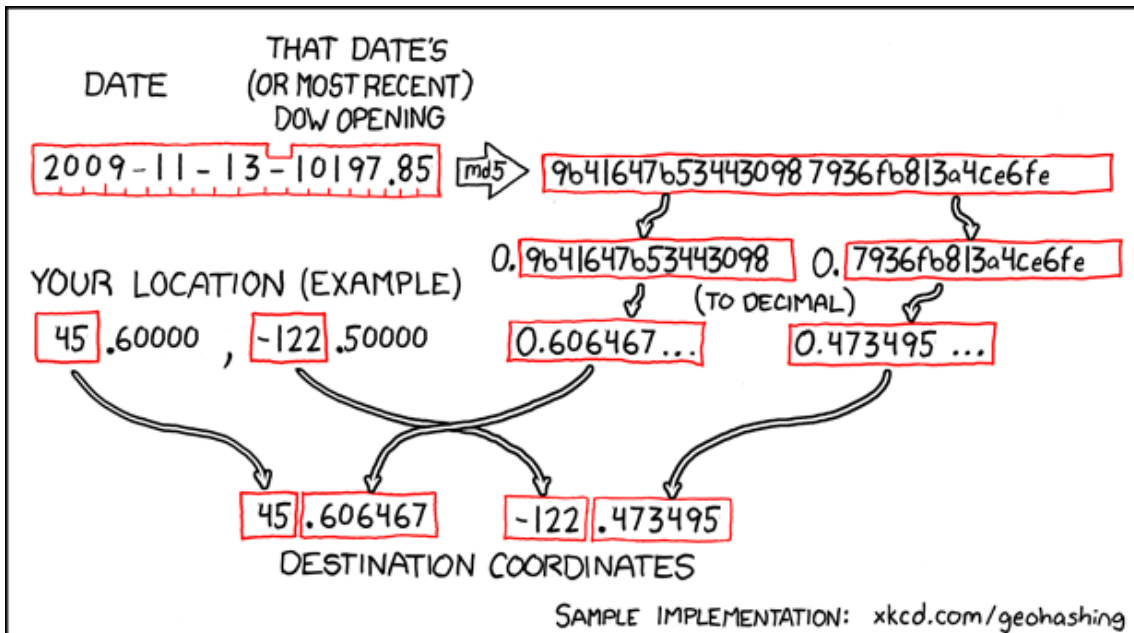 DATE
THAT DATE'S
(OR MOST RECENT)
DOW OPENING
2009-11-13-10197.85
md5
9b41647b53443098 7936fb813a4ce6fe
0.9b41647b53443098
0.7936fb813a4ce6fe
(TO DECIMAL)
0.606467...
0.473495 ...
YOUR LOCATION (EXAMPLE)
45.60000 , -122.50000
45.606467 -122.473495
DESTINATION COORDINATES
SAMPLE IMPLEMENTATION: xkcd.com/geohashing